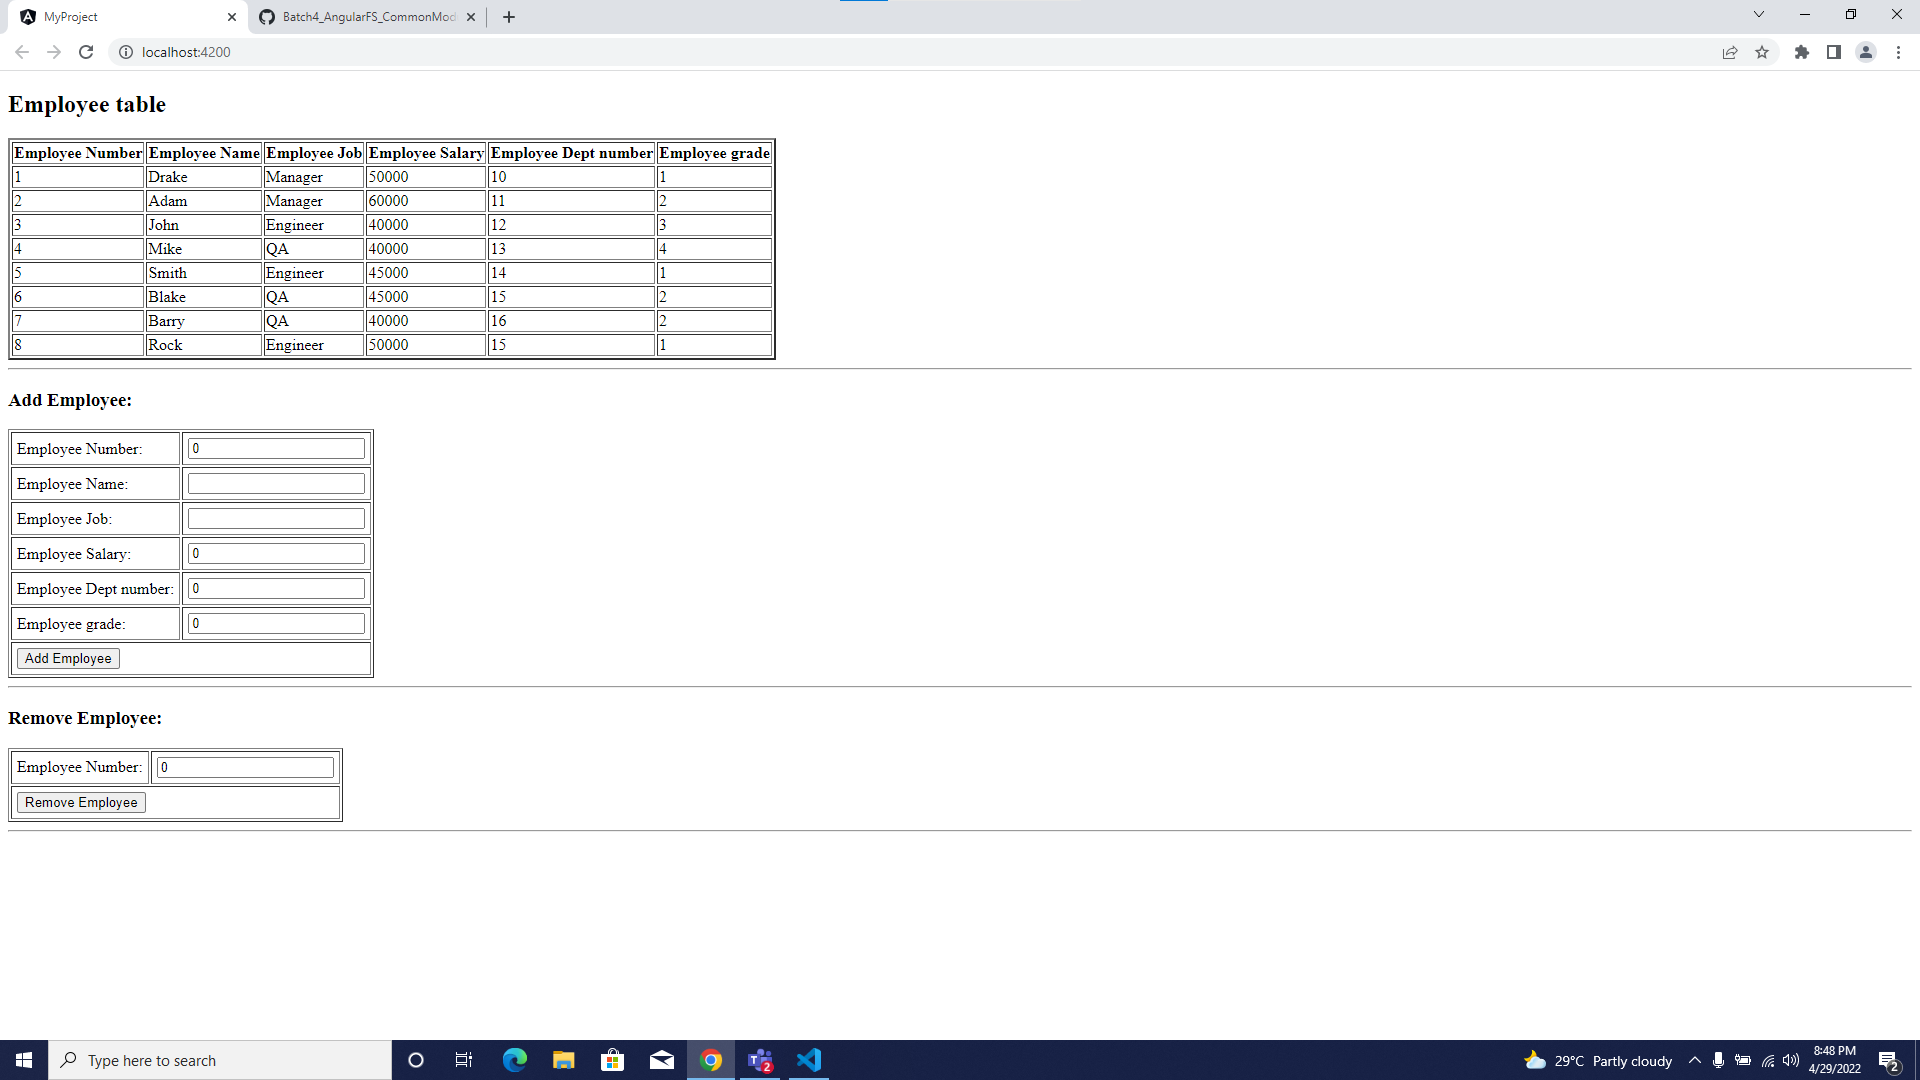 MyProject
Batch4_AngularFS_CommonMod
localhost:4200
Employee table
Employee Number Employee Name Employee Job Employee Salary Employee Dept number Employee grade
1 Drake Manager 50000 10 1
2 Adam Manager 60000 11 2
3 John Engineer 40000 12 3
4 Mike QA 40000 13 4
5 Smith Engineer 45000 14 1
6 Blake QA 45000 15 2
7 Barry QA 40000 16 2
8 Rock Engineer 50000 15 1
Add Employee:
Employee Number: 0
Employee Name:
Employee Job:
Employee Salary: 0
Employee Dept number: 0
Employee grade: 0
Add Employee
Remove Employee:
Employee Number: 0
Remove Employee
Type here to search
T 2
29°C Partly cloudy
8:48 PM
4/29/2022
2